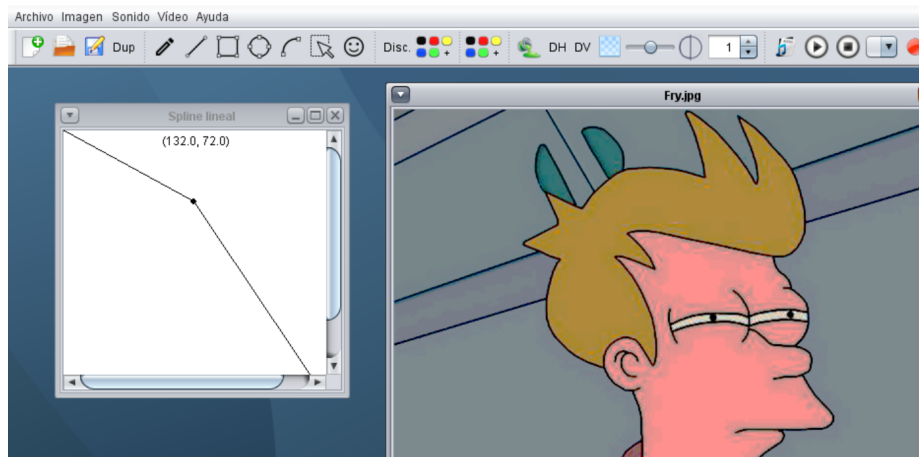 Archivo Imagen Sonido Vídeo Ayuda
Dup Disc. + + DH DV 1
Spline lineal
(132.0, 72.0)
Fry.jpg